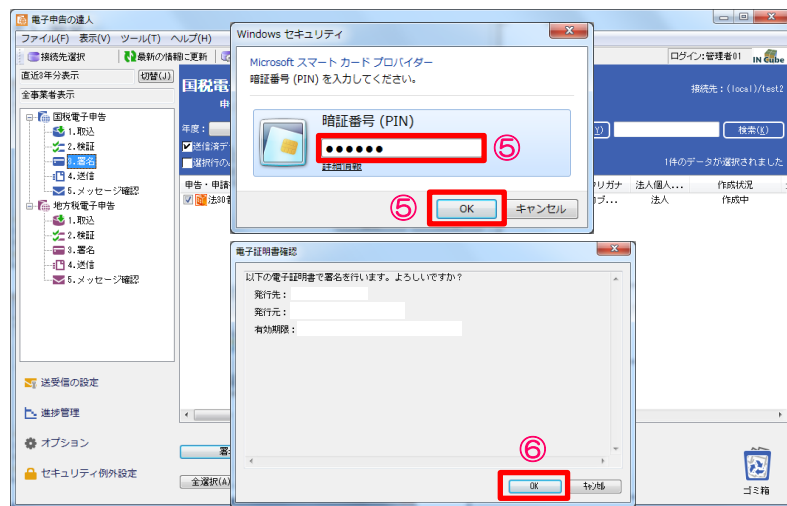 電子申告の達人
ファイル(F) 表示(V) ツール(T) ヘルプ(H)
接続先選択
最新の情報に更新
ログイン:管理者01
IN Cube
直近3年分表示
切替(J)
全事業者表示
国税電子申告
1.取込
2.検証
3.署名
4.送信
5.メッセージ確認
地方税電子申告
1.取込
2.検証
3.署名
4.送信
5.メッセージ確認
送受信の設定
進捗管理
オプション
セキュリティ例外設定
国税電
接続先:(local)/test2
年度:
検索(K)
送信済デ
選択行の
1件のデータが選択されました
申告・申請
フリガナ
法人個人...
作成状況
法30
法人
作成中
全選択(A)
ゴミ箱
Windows セキュリティ
Microsoft スマート カード プロバイダー
暗証番号 (PIN) を入力してください。
暗証番号 (PIN)
●●●●●●
⑤
詳細情報
⑤
OK
キャンセル
電子証明書確認
以下の電子証明書で署名を行います。よろしいですか?
発行先:
発行元:
有効期限:
⑥
OK
ｷｬﾝｾﾙ